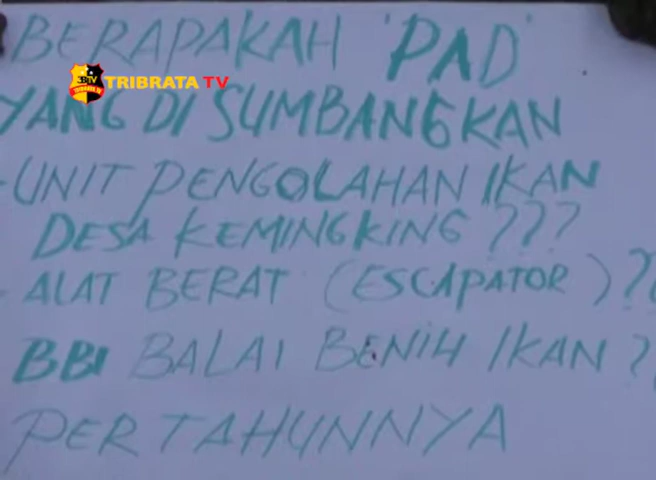 BERAPAKAH 'PAD'
TRIBRATA TV
YANG DI SUMBANGKAN
-UNIT PENGOLAHAN IKAN
DESA KEMINGKING ???
- ALAT BERAT (ESCAPATOR) ??
BBI BALAI BENIH IKAN ?
PERTAHUNNYA